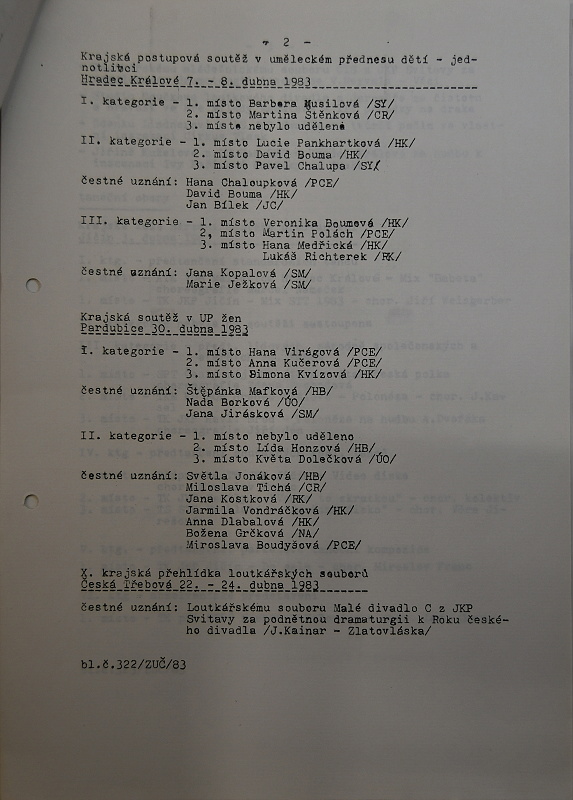 - 2 -
Krajská postupová soutěž v uměleckém přednesu dětí - jed-
notlivci
Hradec Králové 7. - 8. dubna 1983
I. kategorie - 1. místo Barbora Musilová /SY/
2. místo Martina Štěnková /CR/
3. místo nebylo uděleno
II. kategorie - 1. místo Lucie Pankhartková /HK/
2. místo David Bouma /HK/
3. místo Pavel Chalupa /SY/
čestné uznání: Hana Chaloupková /PCE/
David Bouma /HK/
Jan Bílek /JC/
III. kategorie - 1. místo Veronika Boumová /HK/
2, místo Martin Polách /PCE/
3. místo Hana Medřická /HK/
Lukáš Richterek /RK/
čestné uznání: Jana Kopalová /SM/
Marie Ježková /SM/
Krajská soutěž v UP žen
Pardubice 30. dubna 1983
I. kategorie - 1. místo Hana Virágová /PCE/
2. místo Anna Kučerová /PCE/
3. místo Simona Kvízová /HK/
čestné uznání: Štěpánka Mafková /HB/
Naďa Borková /ÚO/
Jana Jirásková /SM/
II. kategorie - 1. místo nebylo uděleno
2. místo Lída Honzová /HB/
3. místo Květa Dolečková /ÚO/
čestné uznání: Světla Jonáková /HB/
Miloslava Tichá /CR/
Jana Kostková /RK/
Jarmila Vondráčková /HK/
Anna Dlabalová /HK/
Božena Grčková /NA/
Miroslava Boudyšová /PCE/
X. krajská přehlídka loutkářských souborů
Česká Třebová 22. - 24. dubna 1983
čestné uznání: Loutkářskému souboru Malé divadlo C z JKP
Svitavy za podnětnou dramaturgii k Roku české-
ho divadla /J.Kainar - Zlatovláska/
bl.č.322/ZUČ/83